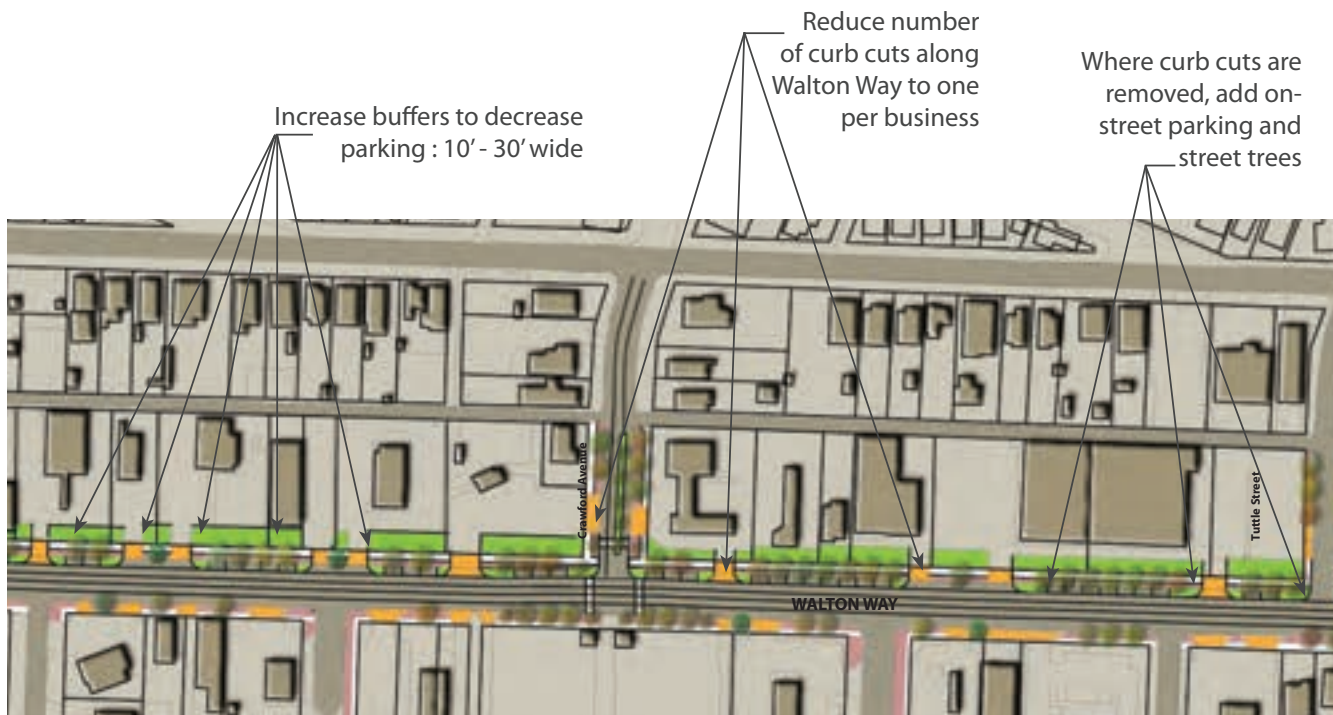 Reduce number
of curb cuts along
Walton Way to one
per business
Where curb cuts are
removed, add on-
street parking and
street trees
Increase buffers to decrease
parking : 10' - 30' wide
Crawford Avenue
Tuttle Street
WALTON WAY